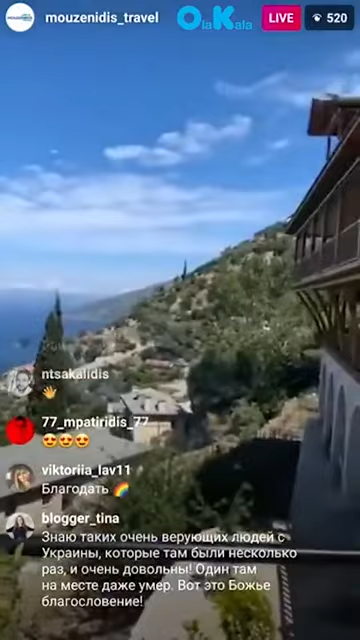 mouzenidis_travel OlaKala LIVE 520
ntsakalidis
👋
77_mpatiridis_77
😍😍😍
viktoriia_lav11
Благодать 🌈
blogger_tina
Знаю таких очень верующих людей с
Украины, которые там были несколько
раз, и очень довольны! Один там
на месте даже умер. Вот это Божье
благословение!